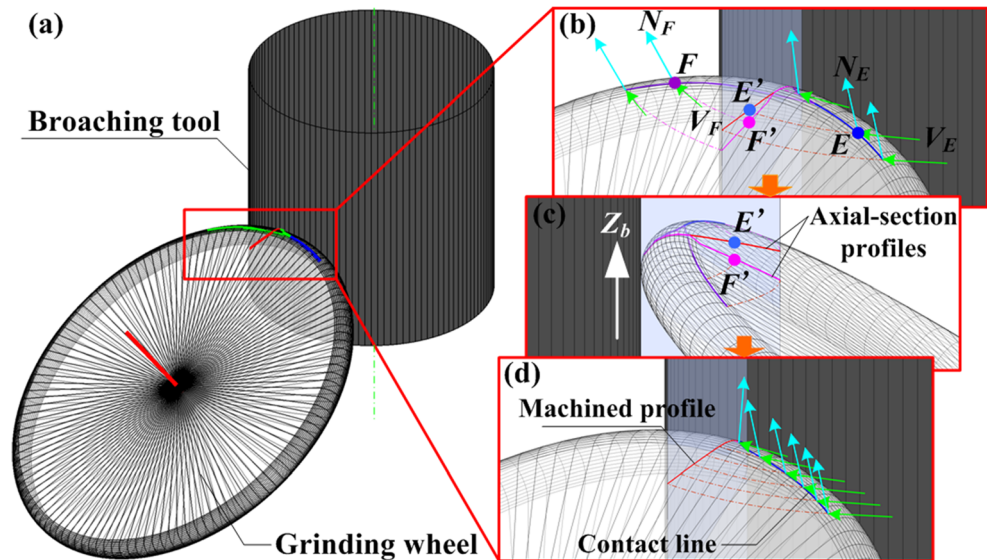 (a)
Broaching tool
Grinding wheel
(b)
N_F
F
V_F
E'
F'
N_E
E
V_E
(c)
Z_b
E'
F'
Axial-section
profiles
(d)
Machined profile
Contact line